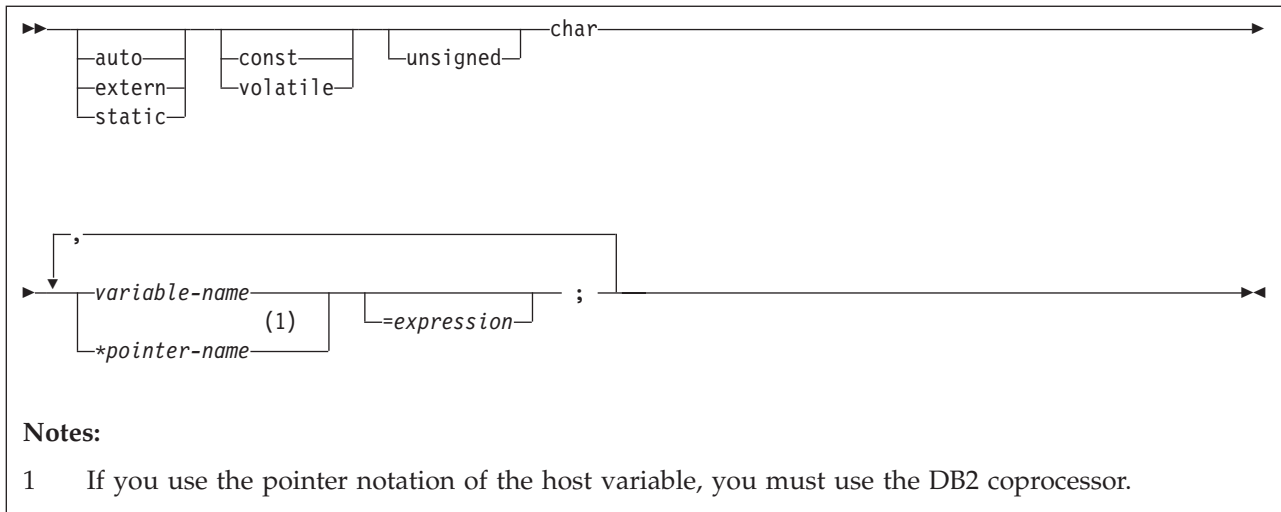 char
auto const unsigned
extern volatile
static
,
variable-name ;
(1) =expression
*pointer-name
Notes:
1 If you use the pointer notation of the host variable, you must use the DB2 coprocessor.